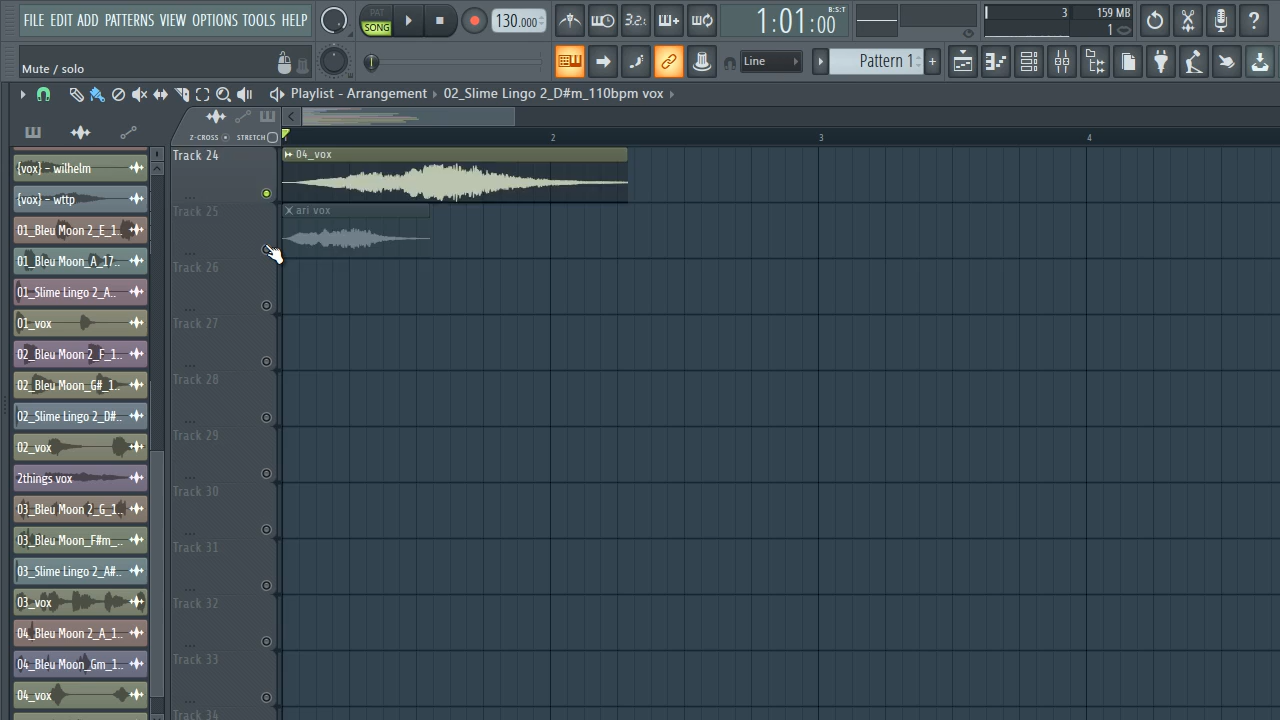 FILE EDIT ADD PATTERNS VIEW OPTIONS TOOLS HELP
PAT
SONG
130.000
3.2
1:01:00
B:S:T
3
159 MB
1
Mute / solo
Line
Pattern 1
Playlist - Arrangement › 02_Slime Lingo 2_D#m_110bpm vox ›
Z-CROSS
STRETCH
1
2
3
4
{vox} - wilhelm
{vox} - wttp
01_Bleu Moon 2_E_1..
01_Bleu Moon_A_17..
01_Slime Lingo 2_A..
01_vox
02_Bleu Moon 2_F_1..
02_Bleu Moon_G#_1..
02_Slime Lingo 2_D#..
02_vox
2things vox
03_Bleu Moon 2_G_1..
03_Bleu Moon_F#m_..
03_Slime Lingo 2_A#..
03_vox
04_Bleu Moon 2_A_1..
04_Bleu Moon_Gm_1..
04_vox
Track 24
04_vox
Track 25
ari vox
Track 26
Track 27
Track 28
Track 29
Track 30
Track 31
Track 32
Track 33
Track 34